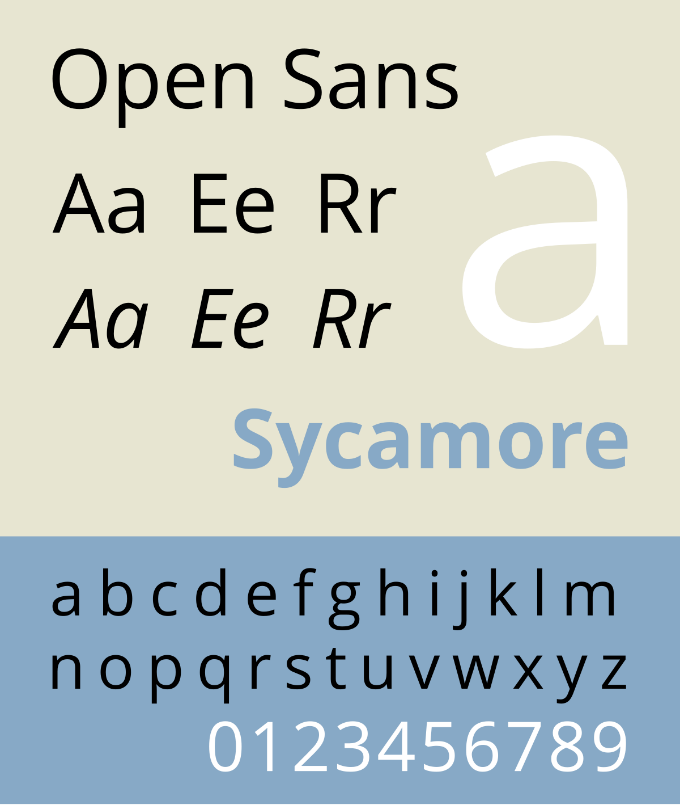 Open Sans
Aa Ee Rr
a
Aa Ee Rr
Sycamore
a b c d e f g h i j k l m
n o p q r s t u v w x y z
0123456789